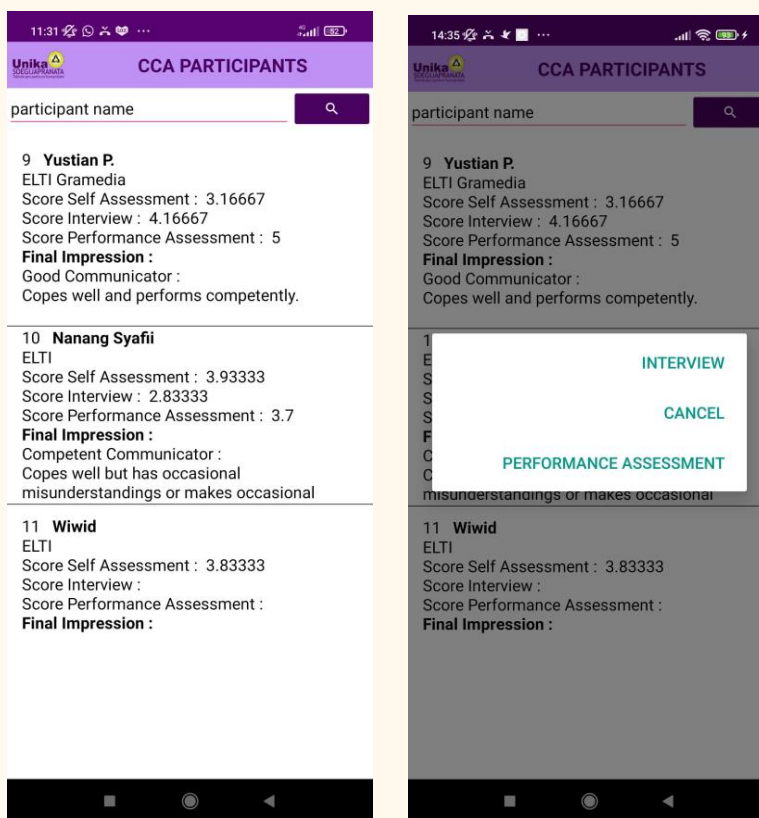 11:31
4G
82
Unika
SOEGIJAPRANATA
CCA PARTICIPANTS
participant name
9 Yustian P.
ELTI Gramedia
Score Self Assessment : 3.16667
Score Interview : 4.16667
Score Performance Assessment : 5
Final Impression :
Good Communicator :
Copes well and performs competently.
10 Nanang Syafii
ELTI
Score Self Assessment : 3.93333
Score Interview : 2.83333
Score Performance Assessment : 3.7
Final Impression :
Competent Communicator :
Copes well but has occasional
misunderstandings or makes occasional
11 Wiwid
ELTI
Score Self Assessment : 3.83333
Score Interview :
Score Performance Assessment :
Final Impression :
14:35
93
Unika
SOEGIJAPRANATA
CCA PARTICIPANTS
participant name
9 Yustian P.
ELTI Gramedia
Score Self Assessment : 3.16667
Score Interview : 4.16667
Score Performance Assessment : 5
Final Impression :
Good Communicator :
Copes well and performs competently.
1
E
S
S
S
F
C
C
INTERVIEW
CANCEL
PERFORMANCE ASSESSMENT
misunderstandings or makes occasional
11 Wiwid
ELTI
Score Self Assessment : 3.83333
Score Interview :
Score Performance Assessment :
Final Impression :